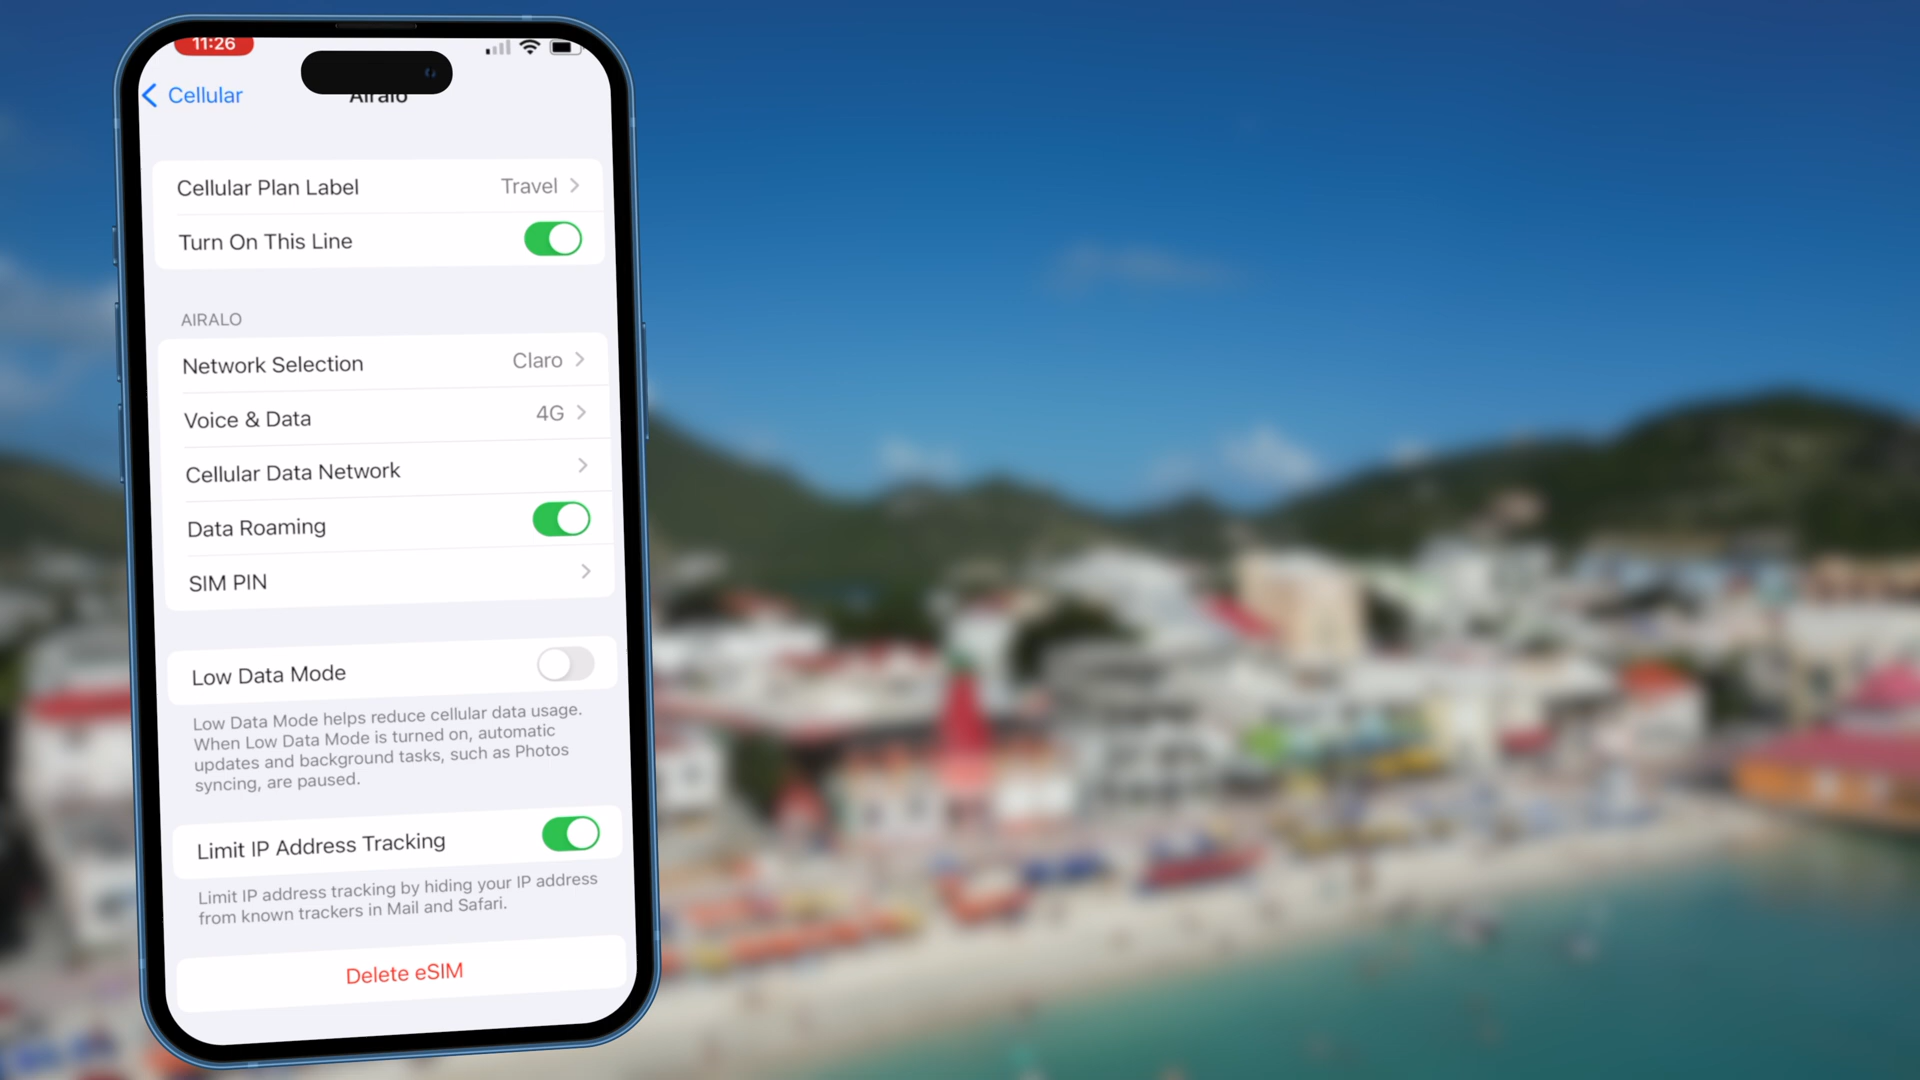 11:26
Cellular
Airalo
Cellular Plan Label Travel
Turn On This Line
AIRALO
Network Selection Claro
Voice & Data 4G
Cellular Data Network
Data Roaming
SIM PIN
Low Data Mode
Low Data Mode helps reduce cellular data usage.
When Low Data Mode is turned on, automatic
updates and background tasks, such as Photos
syncing, are paused.
Limit IP Address Tracking
Limit IP address tracking by hiding your IP address
from known trackers in Mail and Safari.
Delete eSIM